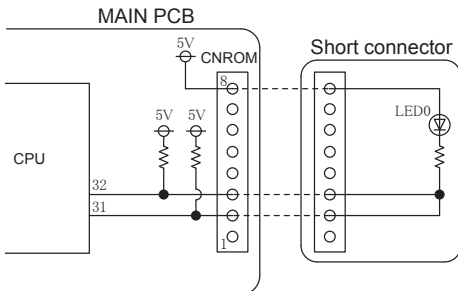 MAIN PCB
5V
CNROM
Short connector
8
LED0
5V 5V
CPU
32
31
1